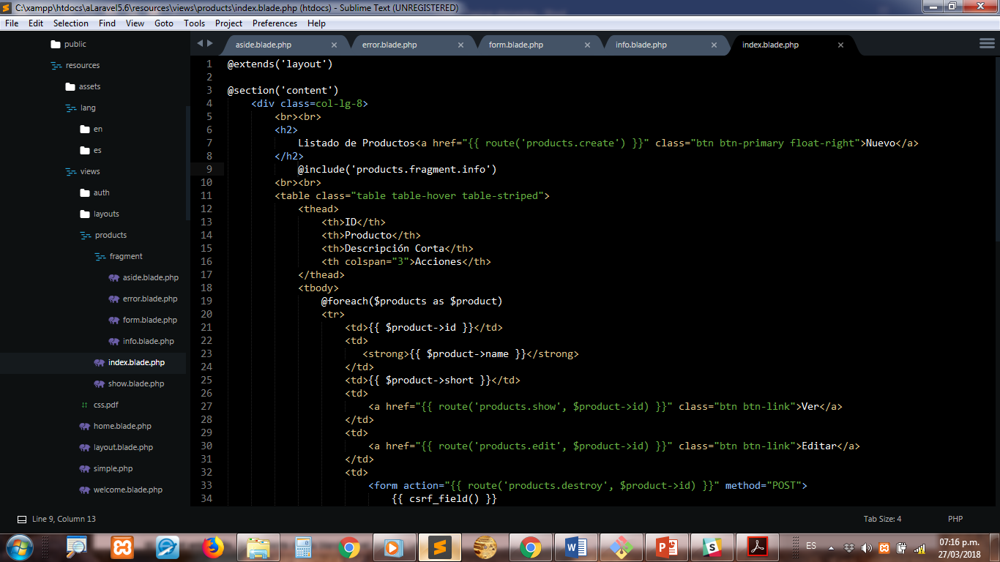 C:\xampp\htdocs\aLaravel5.6\resources\views\products\index.blade.php (htdocs) - Sublime Text (UNREGISTERED)
File Edit Selection Find View Goto Tools Project Preferences Help
public
resources
assets
lang
en
es
views
auth
layouts
products
fragment
aside.blade.php
error.blade.php
form.blade.php
info.blade.php
index.blade.php
show.blade.php
css.pdf
home.blade.php
layout.blade.php
simple.php
welcome.blade.php
aside.blade.php error.blade.php form.blade.php info.blade.php index.blade.php
1 @extends('layout')
2
3 @section('content')
4 <div class=col-lg-8>
5 <br><br>
6 <h2>
7 Listado de Productos<a href="{{ route('products.create') }}" class="btn btn-primary float-right">Nuevo</a>
8 </h2>
9 @include('products.fragment.info')
10 <br><br>
11 <table class="table table-hover table-striped">
12 <thead>
13 <th>ID</th>
14 <th>Producto</th>
15 <th>Descripción Corta</th>
16 <th colspan="3">Acciones</th>
17 </thead>
18 <tbody>
19 @foreach($products as $product)
20 <tr>
21 <td>{{ $product->id }}</td>
22 <td>
23 <strong>{{ $product->name }}</strong>
24 </td>
25 <td>{{ $product->short }}</td>
26 <td>
27 <a href="{{ route('products.show', $product->id) }}" class="btn btn-link">Ver</a>
28 </td>
29 <td>
30 <a href="{{ route('products.edit', $product->id) }}" class="btn btn-link">Editar</a>
31 </td>
32 <td>
33 <form action="{{ route('products.destroy', $product->id) }}" method="POST">
34 {{ csrf_field() }}
Line 9, Column 13 Tab Size: 4 PHP
ES
07:16 p.m.
27/03/2018